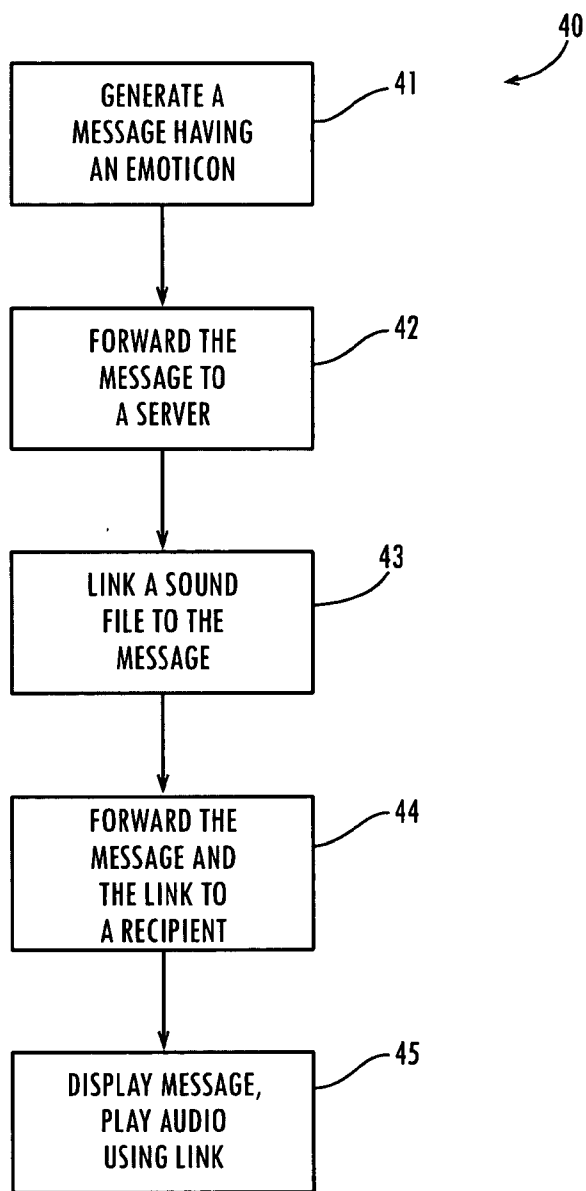 40
GENERATE A
MESSAGE HAVING
AN EMOTICON
41
FORWARD THE
MESSAGE TO
A SERVER
42
LINK A SOUND
FILE TO THE
MESSAGE
43
FORWARD THE
MESSAGE AND
THE LINK TO
A RECIPIENT
44
DISPLAY MESSAGE,
PLAY AUDIO
USING LINK
45